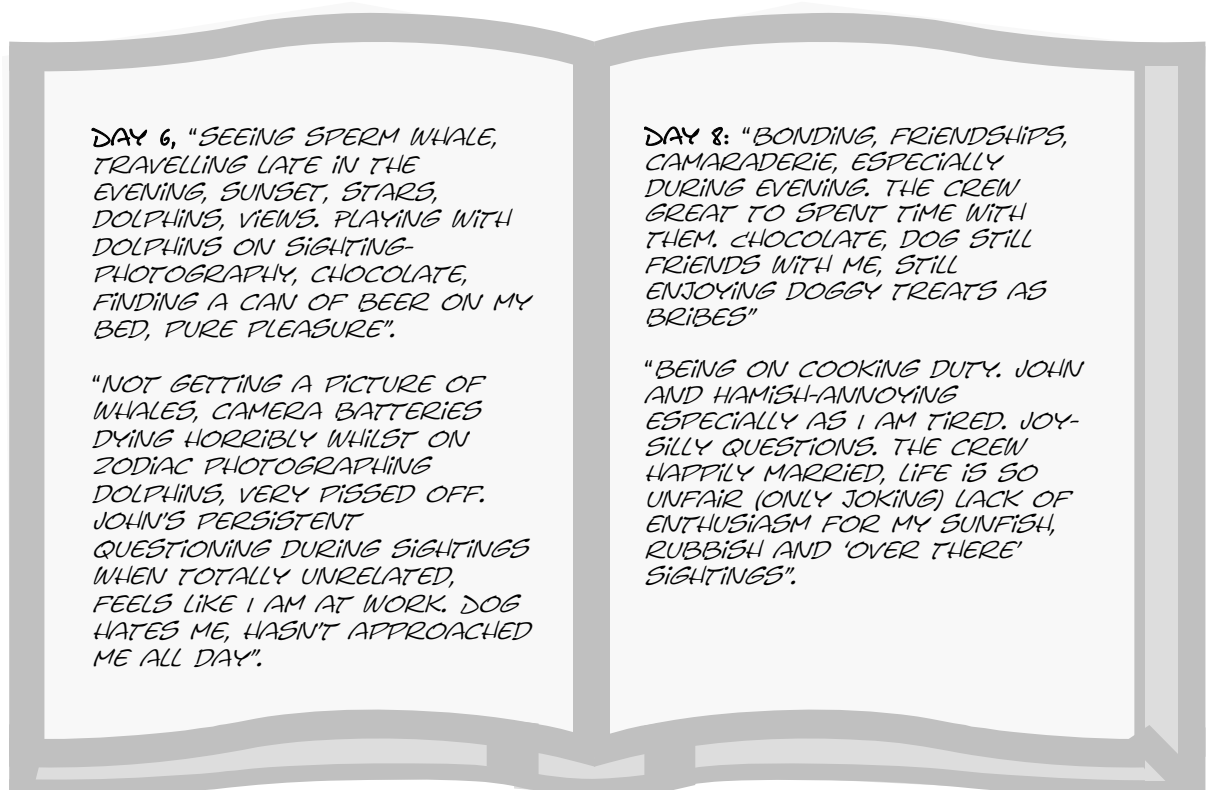 DAY 6, “SEEING SPERM WHALE,
TRAVELLING LATE IN THE
EVENING, SUNSET, STARS,
DOLPHINS, VIEWS. PLAYING WITH
DOLPHINS ON SIGHTING-
PHOTOGRAPHY, CHOCOLATE,
FINDING A CAN OF BEER ON MY
BED, PURE PLEASURE”.
“NOT GETTING A PICTURE OF
WHALES, CAMERA BATTERIES
DYING HORRIBLY WHILST ON
ZODIAC PHOTOGRAPHING
DOLPHINS, VERY PISSED OFF.
JOHN’S PERSISTENT
QUESTIONING DURING SIGHTINGS
WHEN TOTALLY UNRELATED,
FEELS LIKE I AM AT WORK. DOG
HATES ME, HASN’T APPROACHED
ME ALL DAY”.
DAY 8: “BONDING, FRIENDSHIPS,
CAMARADERIE, ESPECIALLY
DURING EVENING. THE CREW
GREAT TO SPENT TIME WITH
THEM. CHOCOLATE, DOG STILL
FRIENDS WITH ME, STILL
ENJOYING DOGGY TREATS AS
BRIBES”
“BEING ON COOKING DUTY. JOHN
AND HAMISH-ANNOYING
ESPECIALLY AS I AM TIRED. JOY-
SILLY QUESTIONS. THE CREW
HAPPILY MARRIED, LIFE IS SO
UNFAIR (ONLY JOKING) LACK OF
ENTHUSIASM FOR MY SUNFISH,
RUBBISH AND ‘OVER THERE’
SIGHTINGS”.